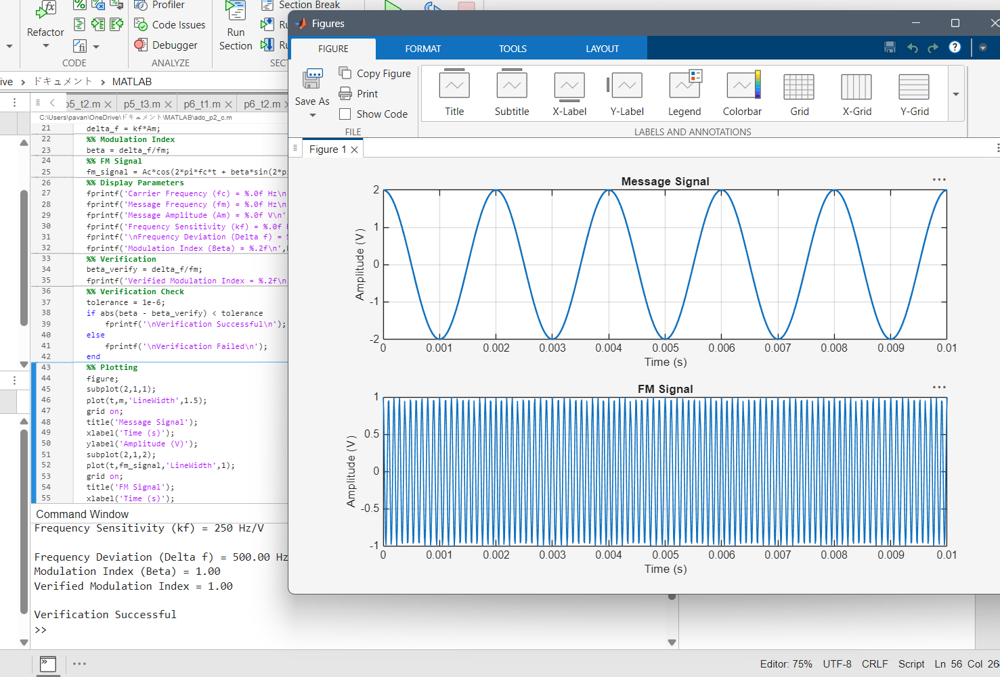 Refactor
CODE
Profiler
Code Issues
Debugger
ANALYZE
Run
Section
Section Break
Ru
Ru
SEC
ive > ドキュメント > MATLAB
p5_t2.m
p5_t3.m
p6_t1.m
p6_t2.m
C:\Users\pavan\OneDrive\ドキュメント\MATLAB\adc_p2_c.m
21 delta_f = kf*Am;
22 %% Modulation Index
23 beta = delta_f/fm;
24 %% FM Signal
25 fm_signal = Ac*cos(2*pi*fc*t + beta*sin(2*p
26 %% Display Parameters
27 fprintf('Carrier Frequency (fc) = %.0f Hz\n
28 fprintf('Message Frequency (fm) = %.0f Hz\n
29 fprintf('Message Amplitude (Am) = %.0f V\n'
30 fprintf('Frequency Sensitivity (kf) = %.0f
31 fprintf('\nFrequency Deviation (Delta f) =
32 fprintf('Modulation Index (Beta) = %.2f\n',
33 %% Verification
34 beta_verify = delta_f/fm;
35 fprintf('Verified Modulation Index = %.2f\n
36 %% Verification Check
37 tolerance = 1e-6;
38 if abs(beta - beta_verify) < tolerance
39 fprintf('\nVerification Successful\n');
40 else
41 fprintf('\nVerification Failed\n');
42 end
43 %% Plotting
44 figure;
45 subplot(2,1,1);
46 plot(t,m,'LineWidth',1.5);
47 grid on;
48 title('Message Signal');
49 xlabel('Time (s)');
50 ylabel('Amplitude (V)');
51 subplot(2,1,2);
52 plot(t,fm_signal,'LineWidth',1);
53 grid on;
54 title('FM Signal');
55 xlabel('Time (s)');
Command Window
Frequency Sensitivity (kf) = 250 Hz/V
Frequency Deviation (Delta f) = 500.00 Hz
Modulation Index (Beta) = 1.00
Verified Modulation Index = 1.00
Verification Successful
>>
Figures
FIGURE FORMAT TOOLS LAYOUT
Save As
Copy Figure
Print
Show Code
FILE
Title Subtitle X-Label Y-Label Legend Colorbar Grid X-Grid Y-Grid
LABELS AND ANNOTATIONS
Figure 1
Message Signal
Amplitude (V)
2
1
0
-1
-2
0 0.001 0.002 0.003 0.004 0.005 0.006 0.007 0.008 0.009 0.01
Time (s)
FM Signal
Amplitude (V)
1
0.5
0
-0.5
-1
0 0.001 0.002 0.003 0.004 0.005 0.006 0.007 0.008 0.009 0.01
Time (s)
Editor: 75% UTF-8 CRLF Script Ln 56 Col 26